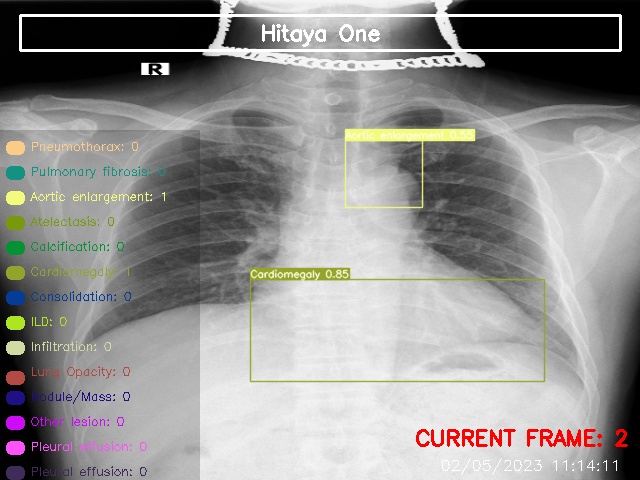 Hitaya One
R
Aortic enlargement 0.55
Pneumothorax: 0
Pulmonary fibrosis: 0
Aortic enlargement: 1
Atelectasis: 0
Calcification: 0
Cardiomegaly: 1
Cardiomegaly 0.85
Consolidation: 0
ILD: 0
Infiltration: 0
Lung Opacity: 0
Nodule/Mass: 0
Other lesion: 0
Pleural effusion: 0
Pleural effusion: 0
CURRENT FRAME: 2
02/05/2023 11:14:11